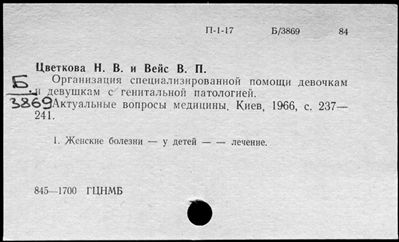 П-1-17 Б/3869 84
Цветкова Н. В. и Вейс В. П.
Организация специализированной помощи девочкам
Б. и девушкам с генитальной патологией.
3869 Актуальные вопросы медицины. Киев, 1966, с. 237—
241.
1. Женские болезни — у детей — — лечение.
845—1700 ГЦНМБ